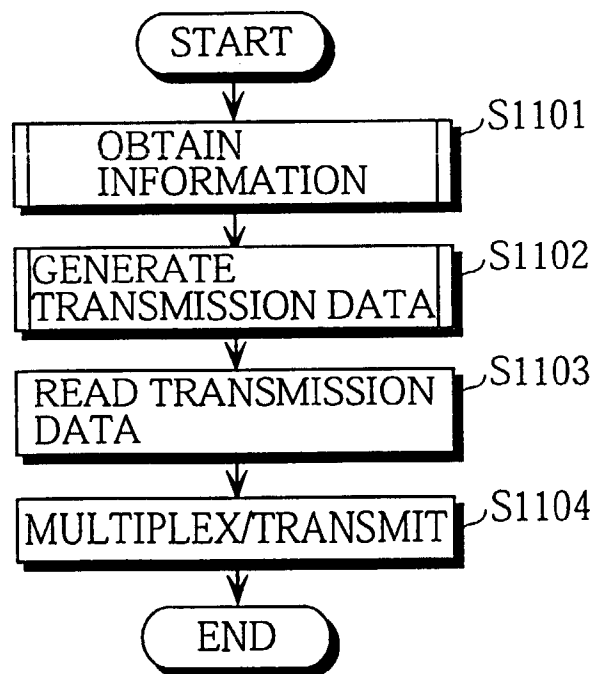 START
S1101
OBTAIN
INFORMATION
S1102
GENERATE
TRANSMISSION DATA
S1103
READ TRANSMISSION
DATA
S1104
MULTIPLEX/TRANSMIT
END